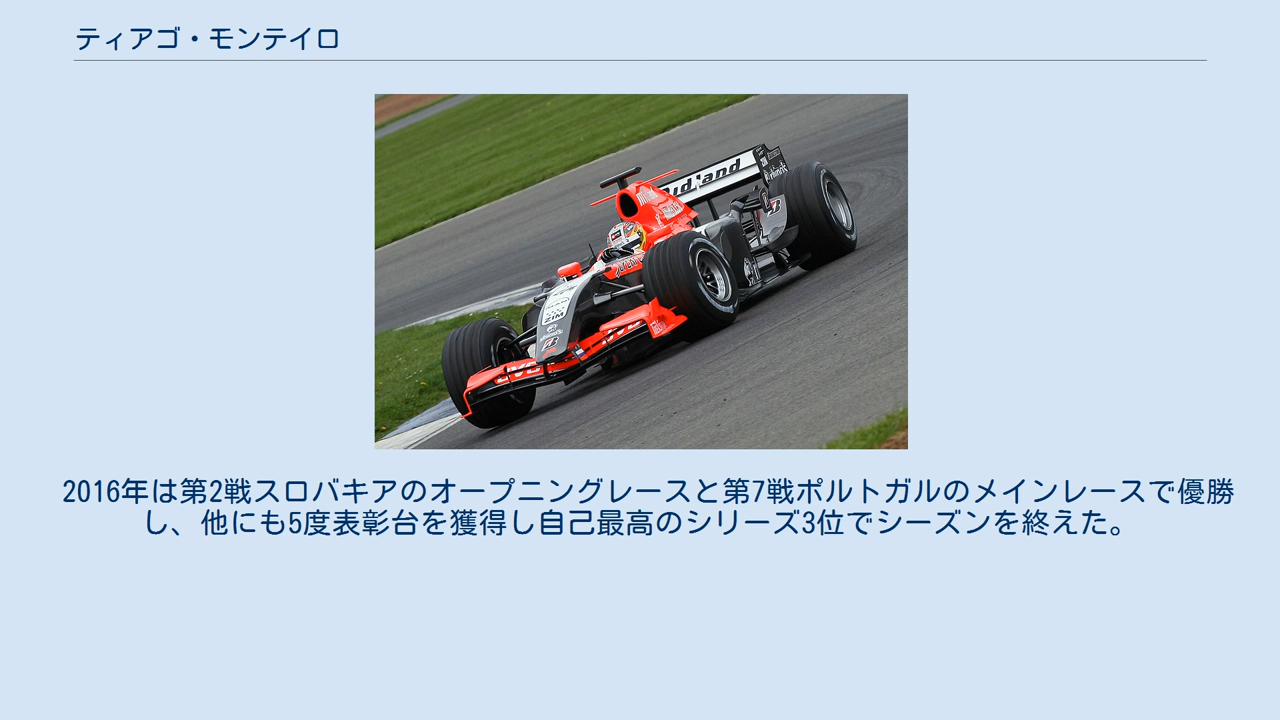 ティアゴ・モンテイロ
midland
ZIM
2016年は第2戦スロバキアのオープニングレースと第7戦ポルトガルのメインレースで優勝
し、他にも5度表彰台を獲得し自己最高のシリーズ3位でシーズンを終えた。